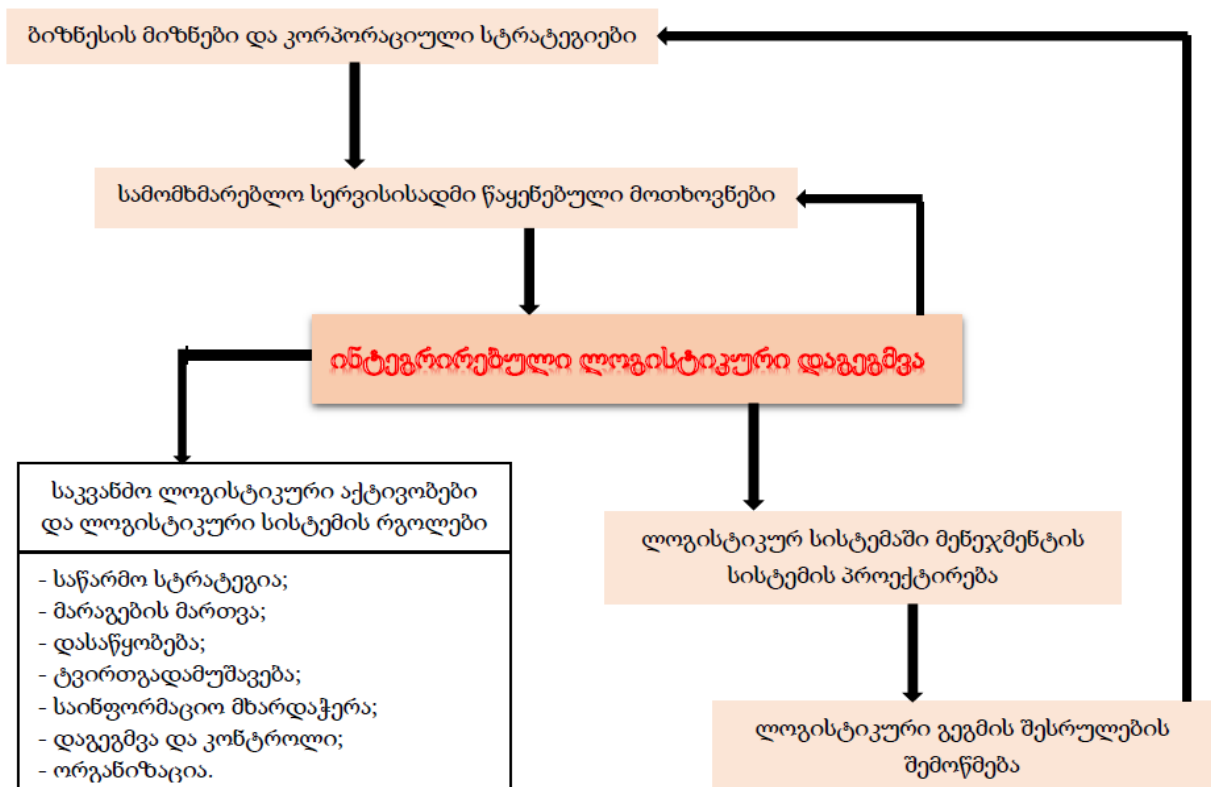 ბიზნესის მიზნები და კორპორაციული სტრატეგიები
სამომხმარებლო სერვისისადმი წაყენებული მოთხოვნები
ინტეგრირებული ლოგისტიკური დაგეგმვა
საკვანმო ლოგისტიკური აქტივობები
და ლოგისტიკური სისტემის რგოლები
- საწარმო სტრატეგია;
- მარაგების მართვა;
- დასაწყობება;
- ტვირთგადამუშავება;
- საინფორმაციო მხარდაჭერა;
- დაგეგმვა და კონტროლი;
- ორგანიზაცია.
ლოგისტიკურ სისტემაში მენეჯმენტის
სისტემის პროექტირება
ლოგისტიკური გეგმის შესრულების
შემოწმება